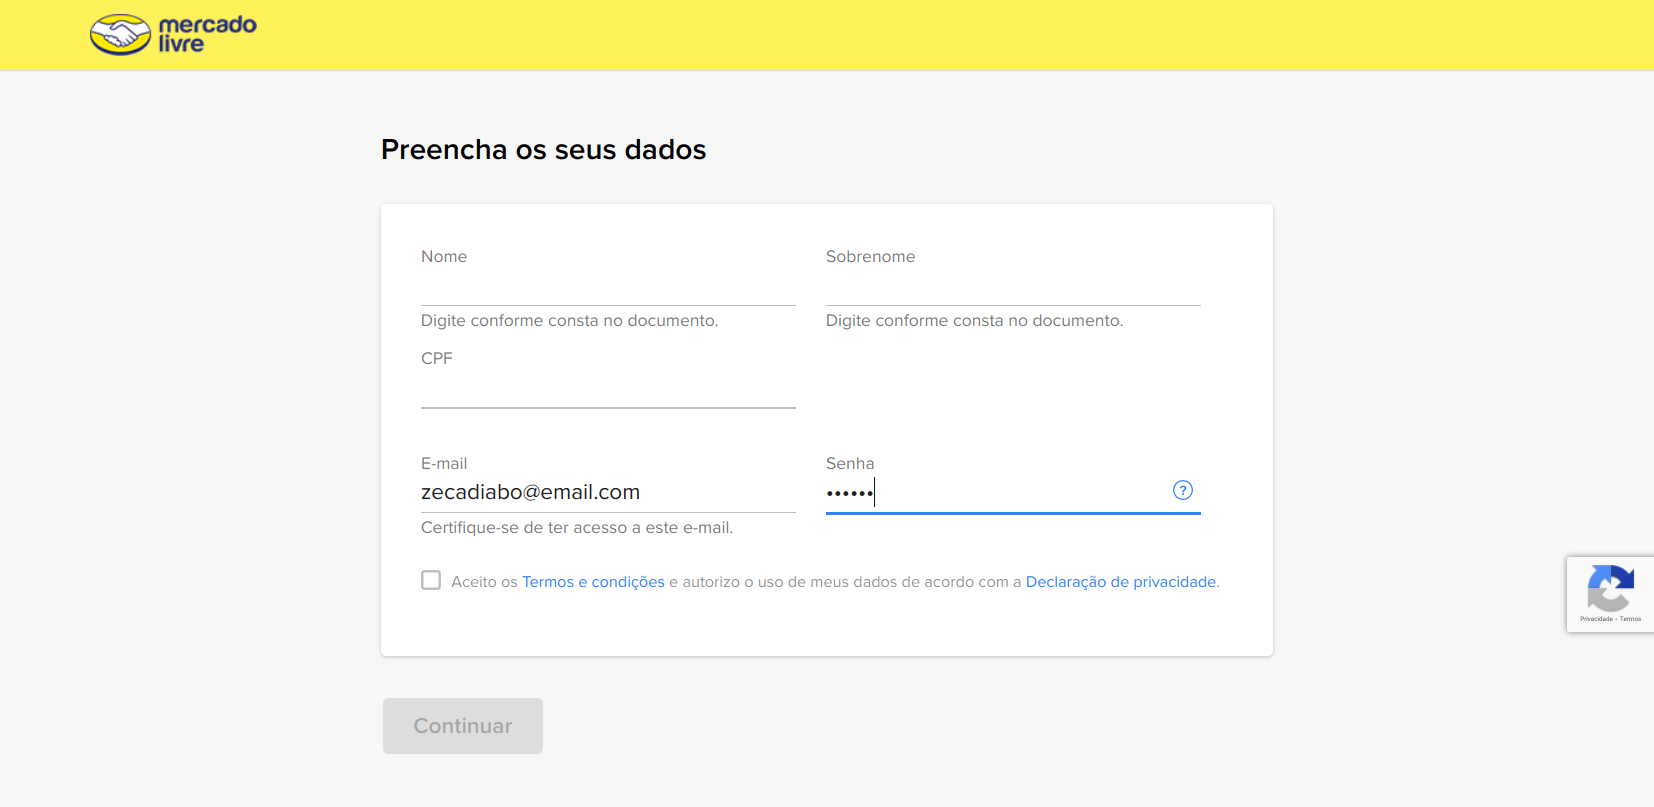 mercado
livre
Preencha os seus dados
Nome
Sobrenome
Digite conforme consta no documento.
Digite conforme consta no documento.
CPF
E-mail
Senha
zecadiabo@email.com
••••••
?
Certifique-se de ter acesso a este e-mail.
Aceito os Termos e condições e autorizo o uso de meus dados de acordo com a Declaração de privacidade.
Privacidade - Termos
Continuar